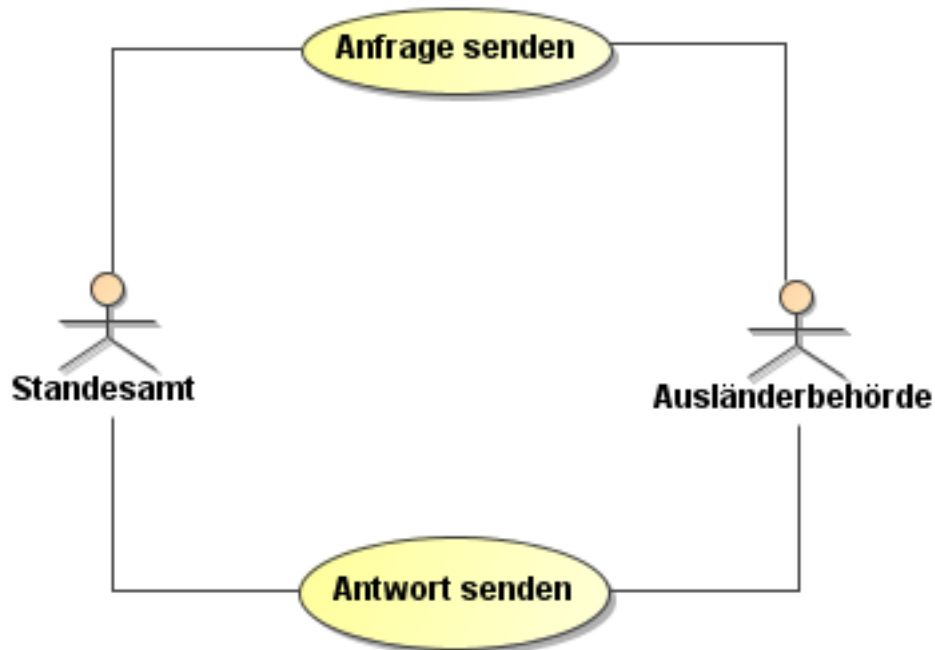 Anfrage senden
Standesamt
Ausländerbehörde
Antwort senden